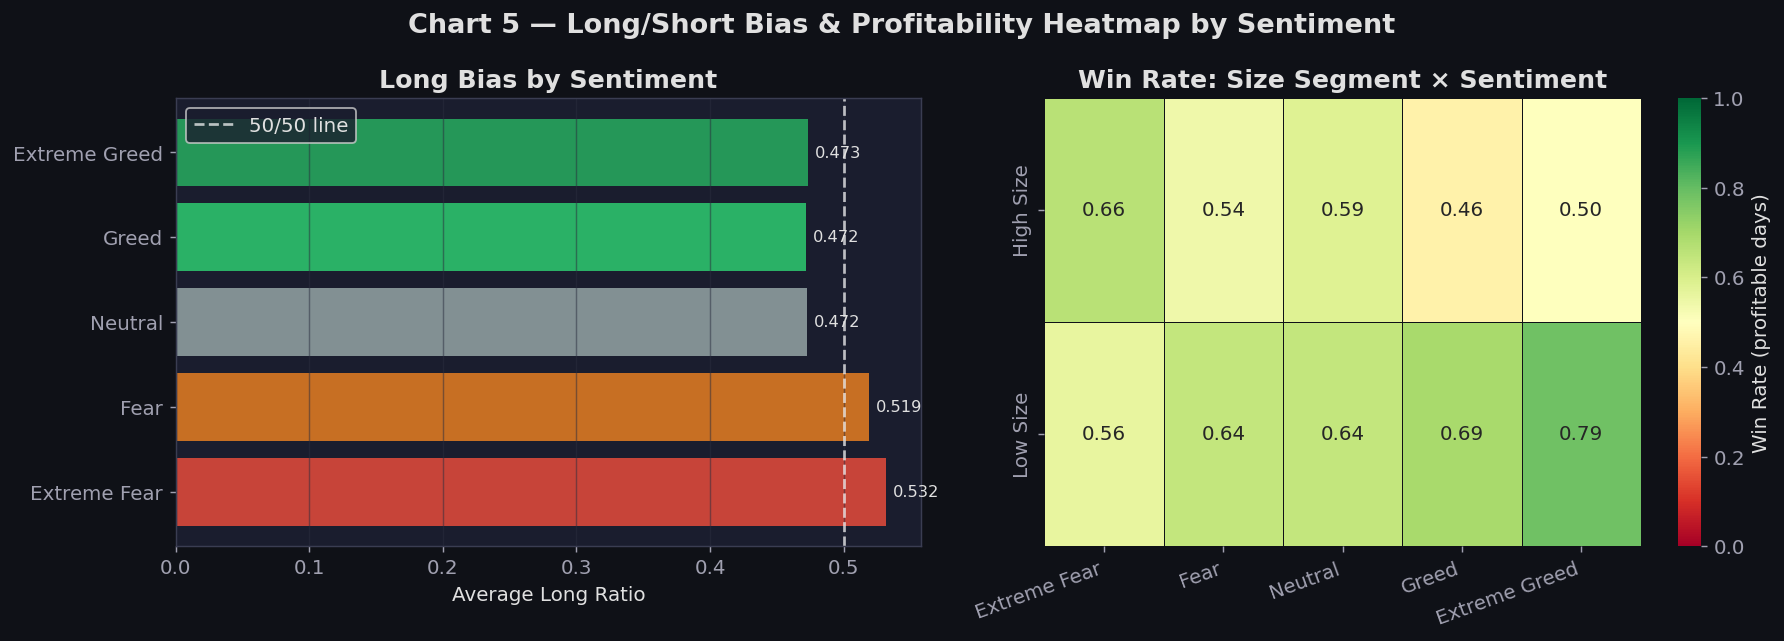 Chart 5 — Long/Short Bias & Profitability Heatmap by Sentiment
Long Bias by Sentiment
50/50 line
Extreme Greed
0.473
Greed
0.472
Neutral
0.472
Fear
0.519
Extreme Fear
0.532
0.0 0.1 0.2 0.3 0.4 0.5
Average Long Ratio
Win Rate: Size Segment × Sentiment
High Size
0.66 0.54 0.59 0.46 0.50
Low Size
0.56 0.64 0.64 0.69 0.79
Extreme Fear Fear Neutral Greed Extreme Greed
1.0
0.8
0.6
0.4
0.2
0.0
Win Rate (profitable days)